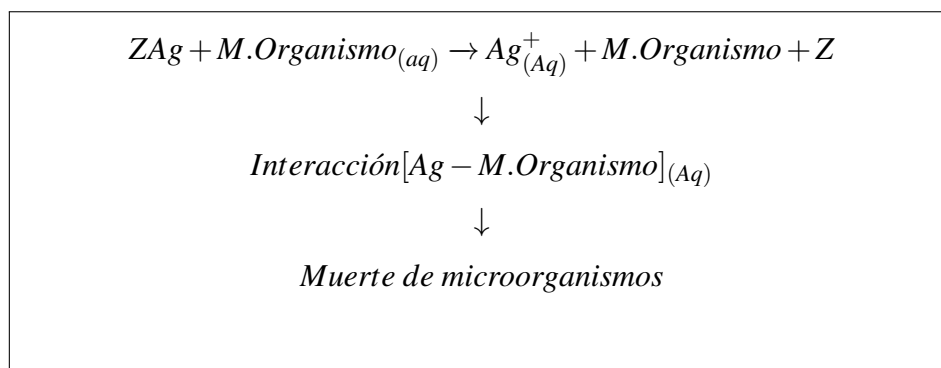 ZAg + M.Organismo(aq) → Ag+(Aq) + M.Organismo + Z
↓
Interacción[Ag − M.Organismo](Aq)
↓
Muerte de microorganismos